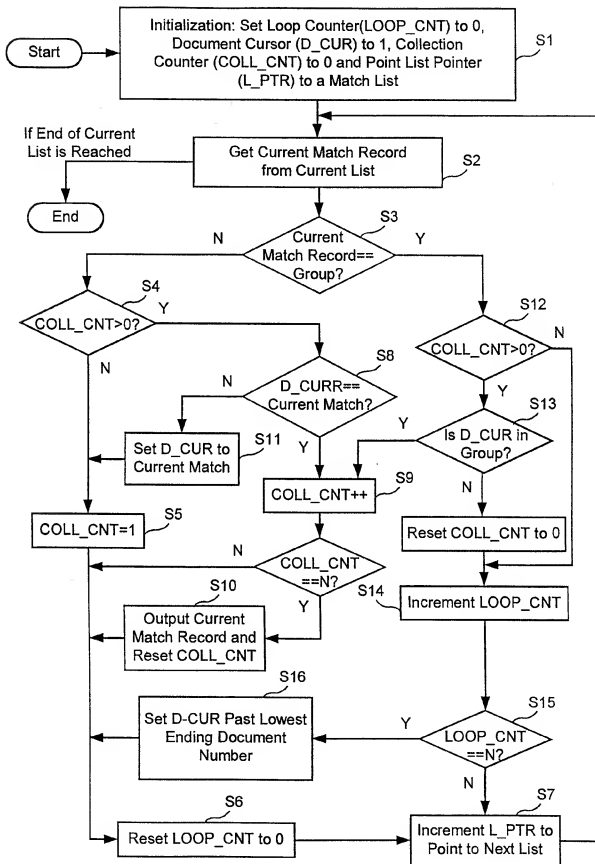 Start
Initialization: Set Loop Counter(LOOP_CNT) to 0,
Document Cursor (D_CUR) to 1, Collection
Counter (COLL_CNT) to 0 and Point List Pointer
(L_PTR) to a Match List
S1
If End of Current
List is Reached
Get Current Match Record
from Current List
S2
End
S3
N
Current
Match Record==
Group?
Y
S4
COLL_CNT>0?
Y
N
S12
COLL_CNT>0?
N
Y
S8
N
D_CURR==
Current Match?
Y
S13
Y
Is D_CUR in
Group?
N
Set D_CUR to
Current Match
S11
COLL_CNT++
S9
COLL_CNT=1
S5
Reset COLL_CNT to 0
N
COLL_CNT
==N?
Y
S14
Increment LOOP_CNT
S10
Output Current
Match Record and
Reset COLL_CNT
S16
Set D-CUR Past Lowest
Ending Document
Number
S15
Y
LOOP_CNT
==N?
N
S6
Reset LOOP_CNT to 0
S7
Increment L_PTR to
Point to Next List